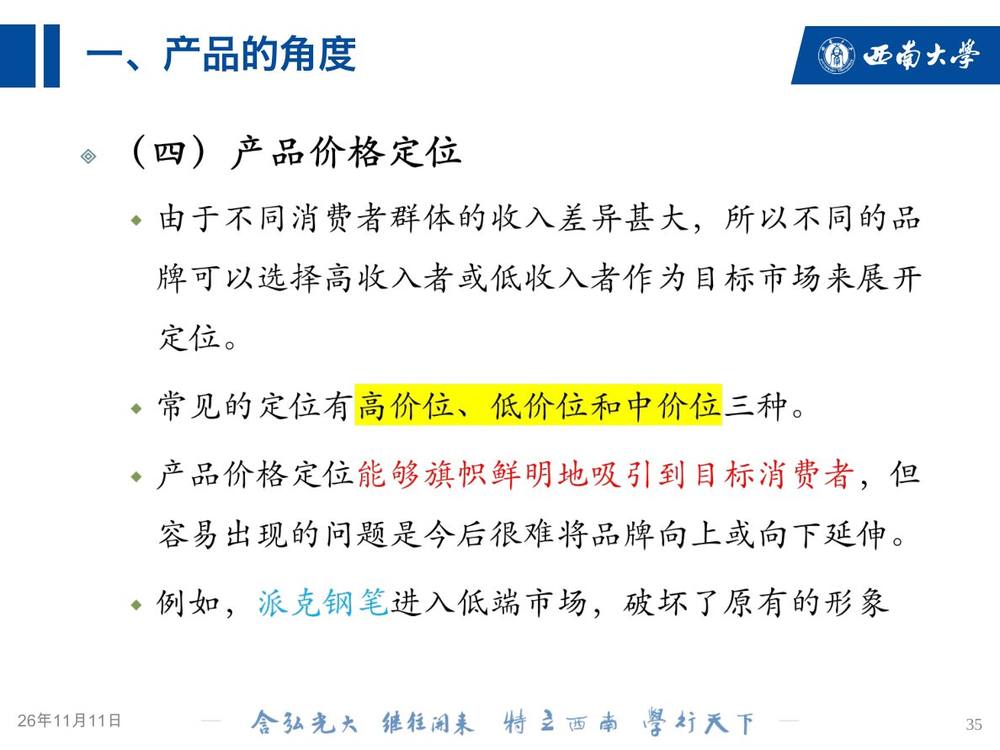 一、产品的角度
西南大学
（四）产品价格定位
由于不同消费者群体的收入差异甚大，所以不同的品
牌可以选择高收入者或低收入者作为目标市场来展开
定位。
常见的定位有高价位、低价位和中价位三种。
产品价格定位能够旗帜鲜明地吸引到目标消费者，但
容易出现的问题是今后很难将品牌向上或向下延伸。
例如，派克钢笔进入低端市场，破坏了原有的形象
26年11月11日
含弘光大 继往开来 特立西南 学行天下
35